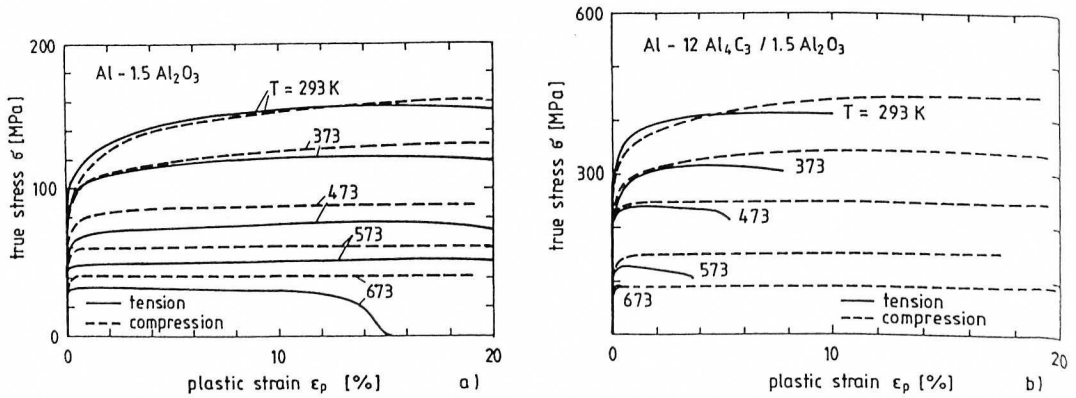 200
Al - 1.5 Al₂O₃
T = 293 K
373
100
473
573
673
tension
compression
0
0
10
20
true stress σ [MPa]
plastic strain εp [%]
a)
600
Al - 12 Al₄C₃ / 1.5 Al₂O₃
T = 293 K
373
300
473
573
673
tension
compression
0
0
10
20
true stress σ [MPa]
plastic strain εp [%]
b)